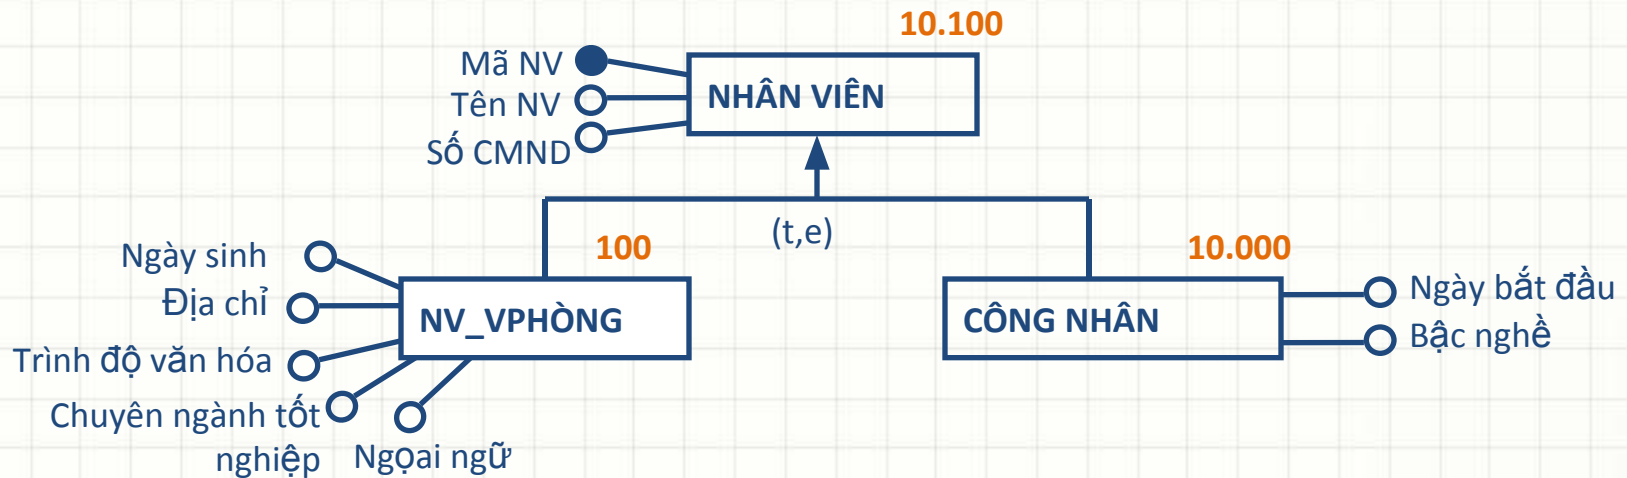 10.100
Mã NV
NHÂN VIÊN
Tên NV
Số CMND
(t,e)
100
10.000
Ngày sinh
Địa chỉ
NV_VPHÒNG
CÔNG NHÂN
Ngày bắt đầu
Bậc nghề
Trình độ văn hóa
Chuyên ngành tốt
nghiệp
Ngọai ngữ